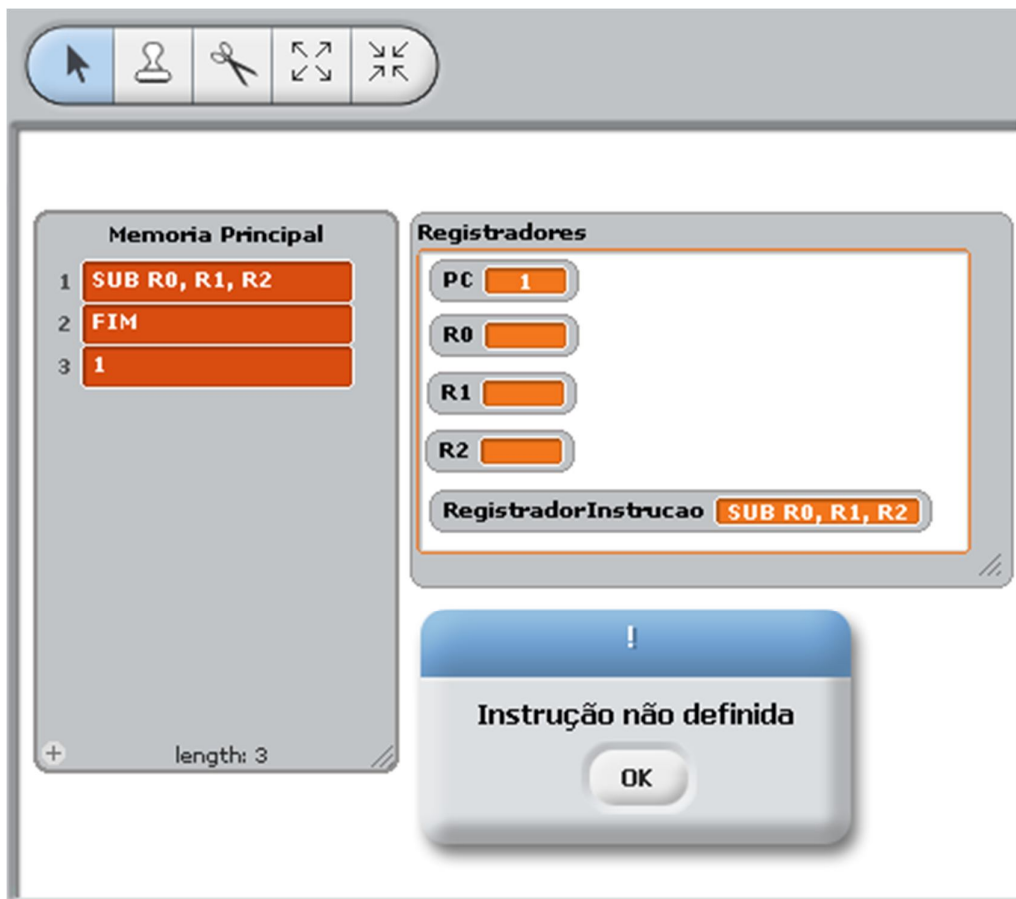 Memoria Principal
1 SUB R0, R1, R2
2 FIM
3 1
+ length: 3
Registradores
PC 1
R0
R1
R2
RegistradorInstrucao SUB R0, R1, R2
!
Instrução não definida
OK